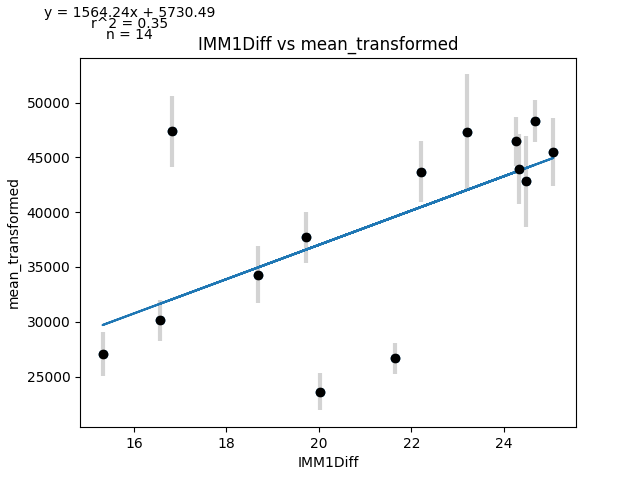 y = 1564.24x + 5730.49
r^2 = 0.35
n = 14
IMM1Diff vs mean_transformed
mean_transformed
50000
45000
40000
35000
30000
25000
16
18
20
22
24
IMM1Diff